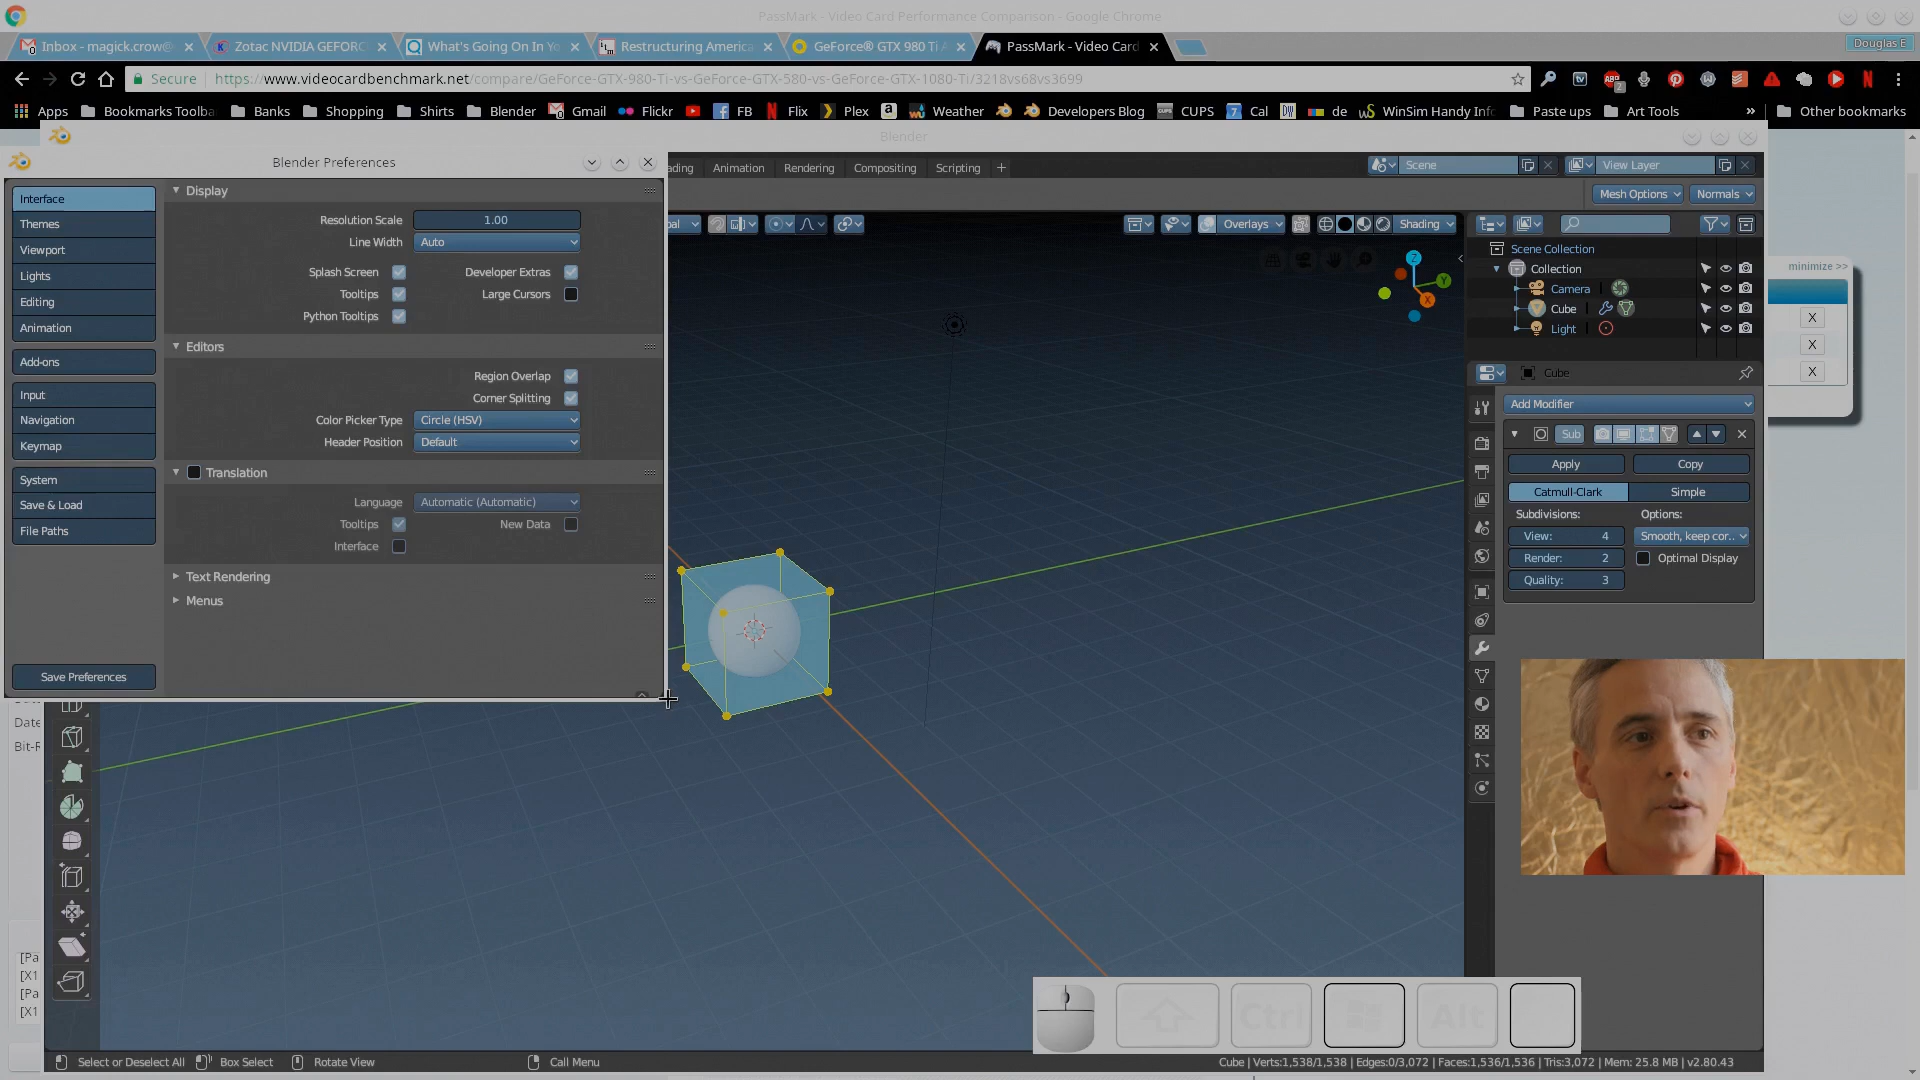 PassMark - Video Card Performance Comparison - Google Chrome
Inbox - magick.crow@
Zotac NVIDIA GEFORC
What's Going On In Yo
Restructuring America
GeForce® GTX 980 Ti
PassMark - Video Card
Douglas E
Secure
https://www.videocardbenchmark.net/compare/GeForce-GTX-980-Ti-vs-GeForce-GTX-580-vs-GeForce-GTX-1080-Ti/3218vs68vs3699
Apps
Bookmarks Toolba
Banks
Shopping
Shirts
Blender
Gmail
Flickr
FB
Flix
Plex
Weather
Developers Blog
CUPS
Cal
de
WinSim Handy Inf
Paste ups
Art Tools
»
Other bookmarks
Blender
Blender Preferences
ading
Animation
Rendering
Compositing
Scripting
+
Scene
View Layer
Mesh Options
Normals
Overlays
Shading
Interface
Themes
Viewport
Lights
Editing
Animation
Add-ons
Input
Navigation
Keymap
System
Save & Load
File Paths
Save Preferences
Display
Resolution Scale 1.00
Line Width Auto
Splash Screen
Developer Extras
Tooltips
Large Cursors
Python Tooltips
Editors
Region Overlap
Corner Splitting
Color Picker Type Circle (HSV)
Header Position Default
Translation
Language Automatic (Automatic)
Tooltips
New Data
Interface
Text Rendering
Menus
Z
Y
X
Scene Collection
Collection
Camera
Cube
Light
minimize >>
X
X
X
Cube
Add Modifier
Sub
Apply
Copy
Catmull-Clark
Simple
Subdivisions:
Options:
View: 4
Smooth, keep cor..
Render: 2
Optimal Display
Quality: 3
Date
Bit-R
[Pa
[X1
[Pa
[X1
Ctrl
Alt
Select or Deselect All
Box Select
Rotate View
Call Menu
Cube | Verts:1,538/1,538 | Edges:0/3,072 | Faces:1,536/1,536 | Tris:3,072 | Mem: 25.8 MB | v2.80.43